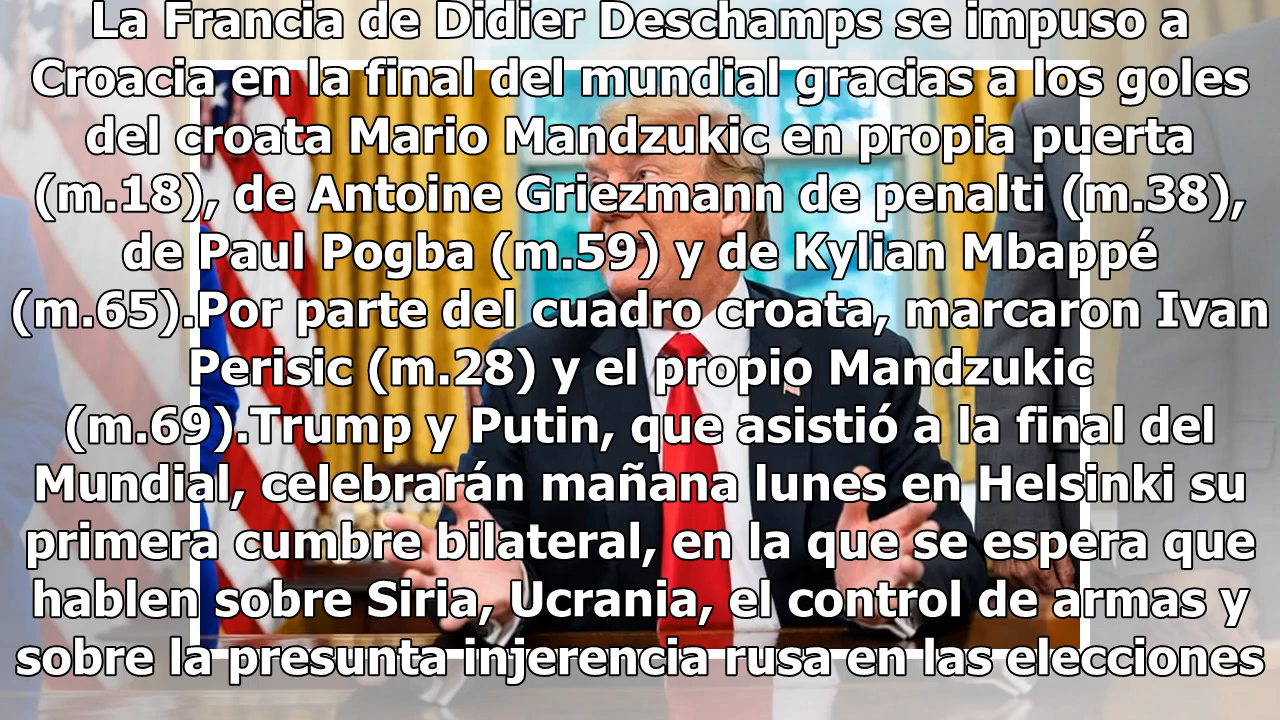 La Francia de Didier Deschamps se impuso a
Croacia en la final del mundial gracias a los goles
del croata Mario Mandzukic en propia puerta
(m.18), de Antoine Griezmann de penalti (m.38),
de Paul Pogba (m.59) y de Kylian Mbappé
(m.65).Por parte del cuadro croata, marcaron Ivan
Perisic (m.28) y el propio Mandzukic
(m.69).Trump y Putin, que asistió a la final del
Mundial, celebrarán mañana lunes en Helsinki su
primera cumbre bilateral, en la que se espera que
hablen sobre Siria, Ucrania, el control de armas y
sobre la presunta injerencia rusa en las elecciones